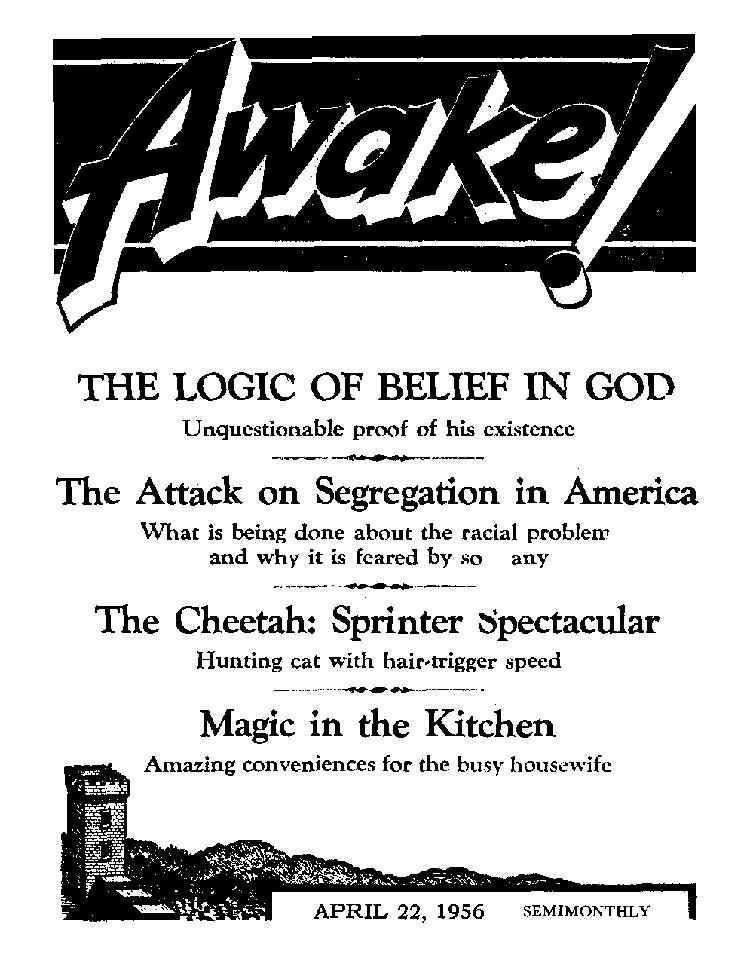 Awake!
THE LOGIC OF BELIEF IN GOD
Unquestionable proof of his existence
The Attack on Segregation in America
What is being done about the racial problem
and why it is feared by so any
The Cheetah: Sprinter Spectacular
Hunting cat with hair-trigger speed
Magic in the Kitchen
Amazing conveniences for the busy housewife
APRIL 22, 1956 SEMIMONTHLY